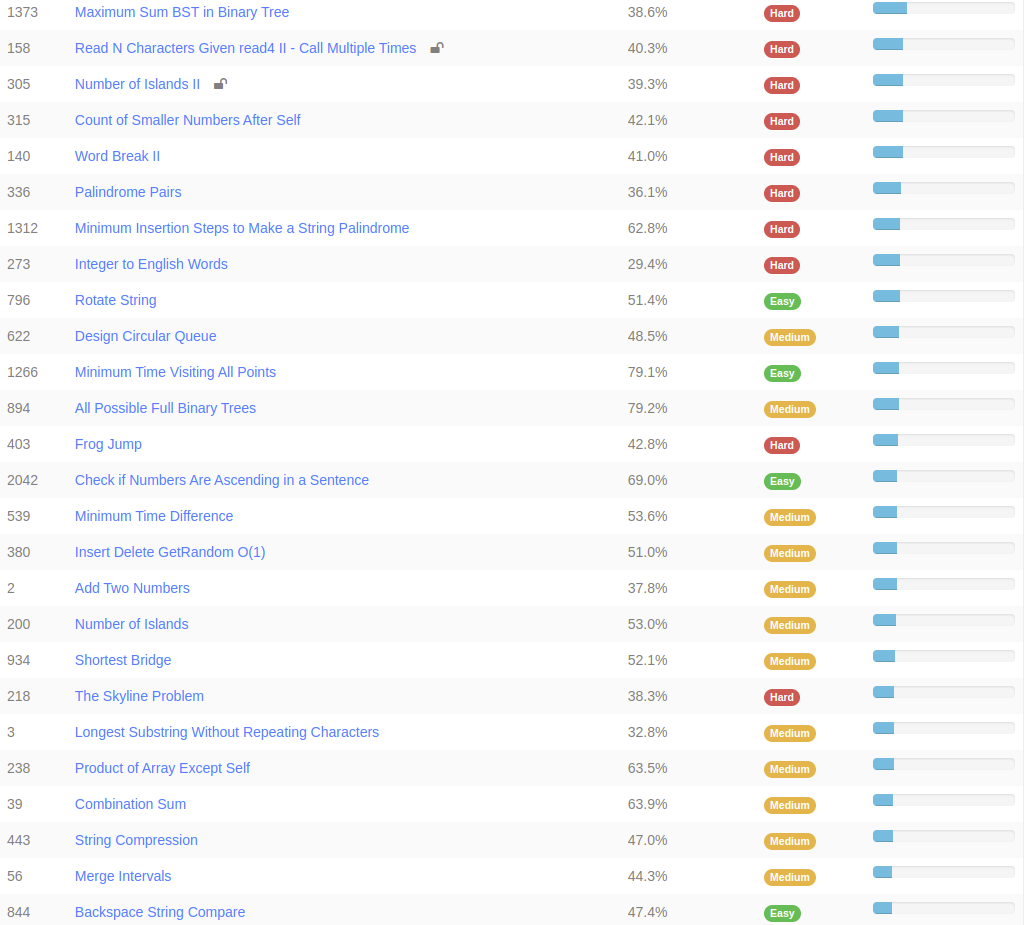 1373 Maximum Sum BST in Binary Tree 38.6% Hard
158 Read N Characters Given read4 II - Call Multiple Times 40.3% Hard
305 Number of Islands II 39.3% Hard
315 Count of Smaller Numbers After Self 42.1% Hard
140 Word Break II 41.0% Hard
336 Palindrome Pairs 36.1% Hard
1312 Minimum Insertion Steps to Make a String Palindrome 62.8% Hard
273 Integer to English Words 29.4% Hard
796 Rotate String 51.4% Easy
622 Design Circular Queue 48.5% Medium
1266 Minimum Time Visiting All Points 79.1% Easy
894 All Possible Full Binary Trees 79.2% Medium
403 Frog Jump 42.8% Hard
2042 Check if Numbers Are Ascending in a Sentence 69.0% Easy
539 Minimum Time Difference 53.6% Medium
380 Insert Delete GetRandom O(1) 51.0% Medium
2 Add Two Numbers 37.8% Medium
200 Number of Islands 53.0% Medium
934 Shortest Bridge 52.1% Medium
218 The Skyline Problem 38.3% Hard
3 Longest Substring Without Repeating Characters 32.8% Medium
238 Product of Array Except Self 63.5% Medium
39 Combination Sum 63.9% Medium
443 String Compression 47.0% Medium
56 Merge Intervals 44.3% Medium
844 Backspace String Compare 47.4% Easy